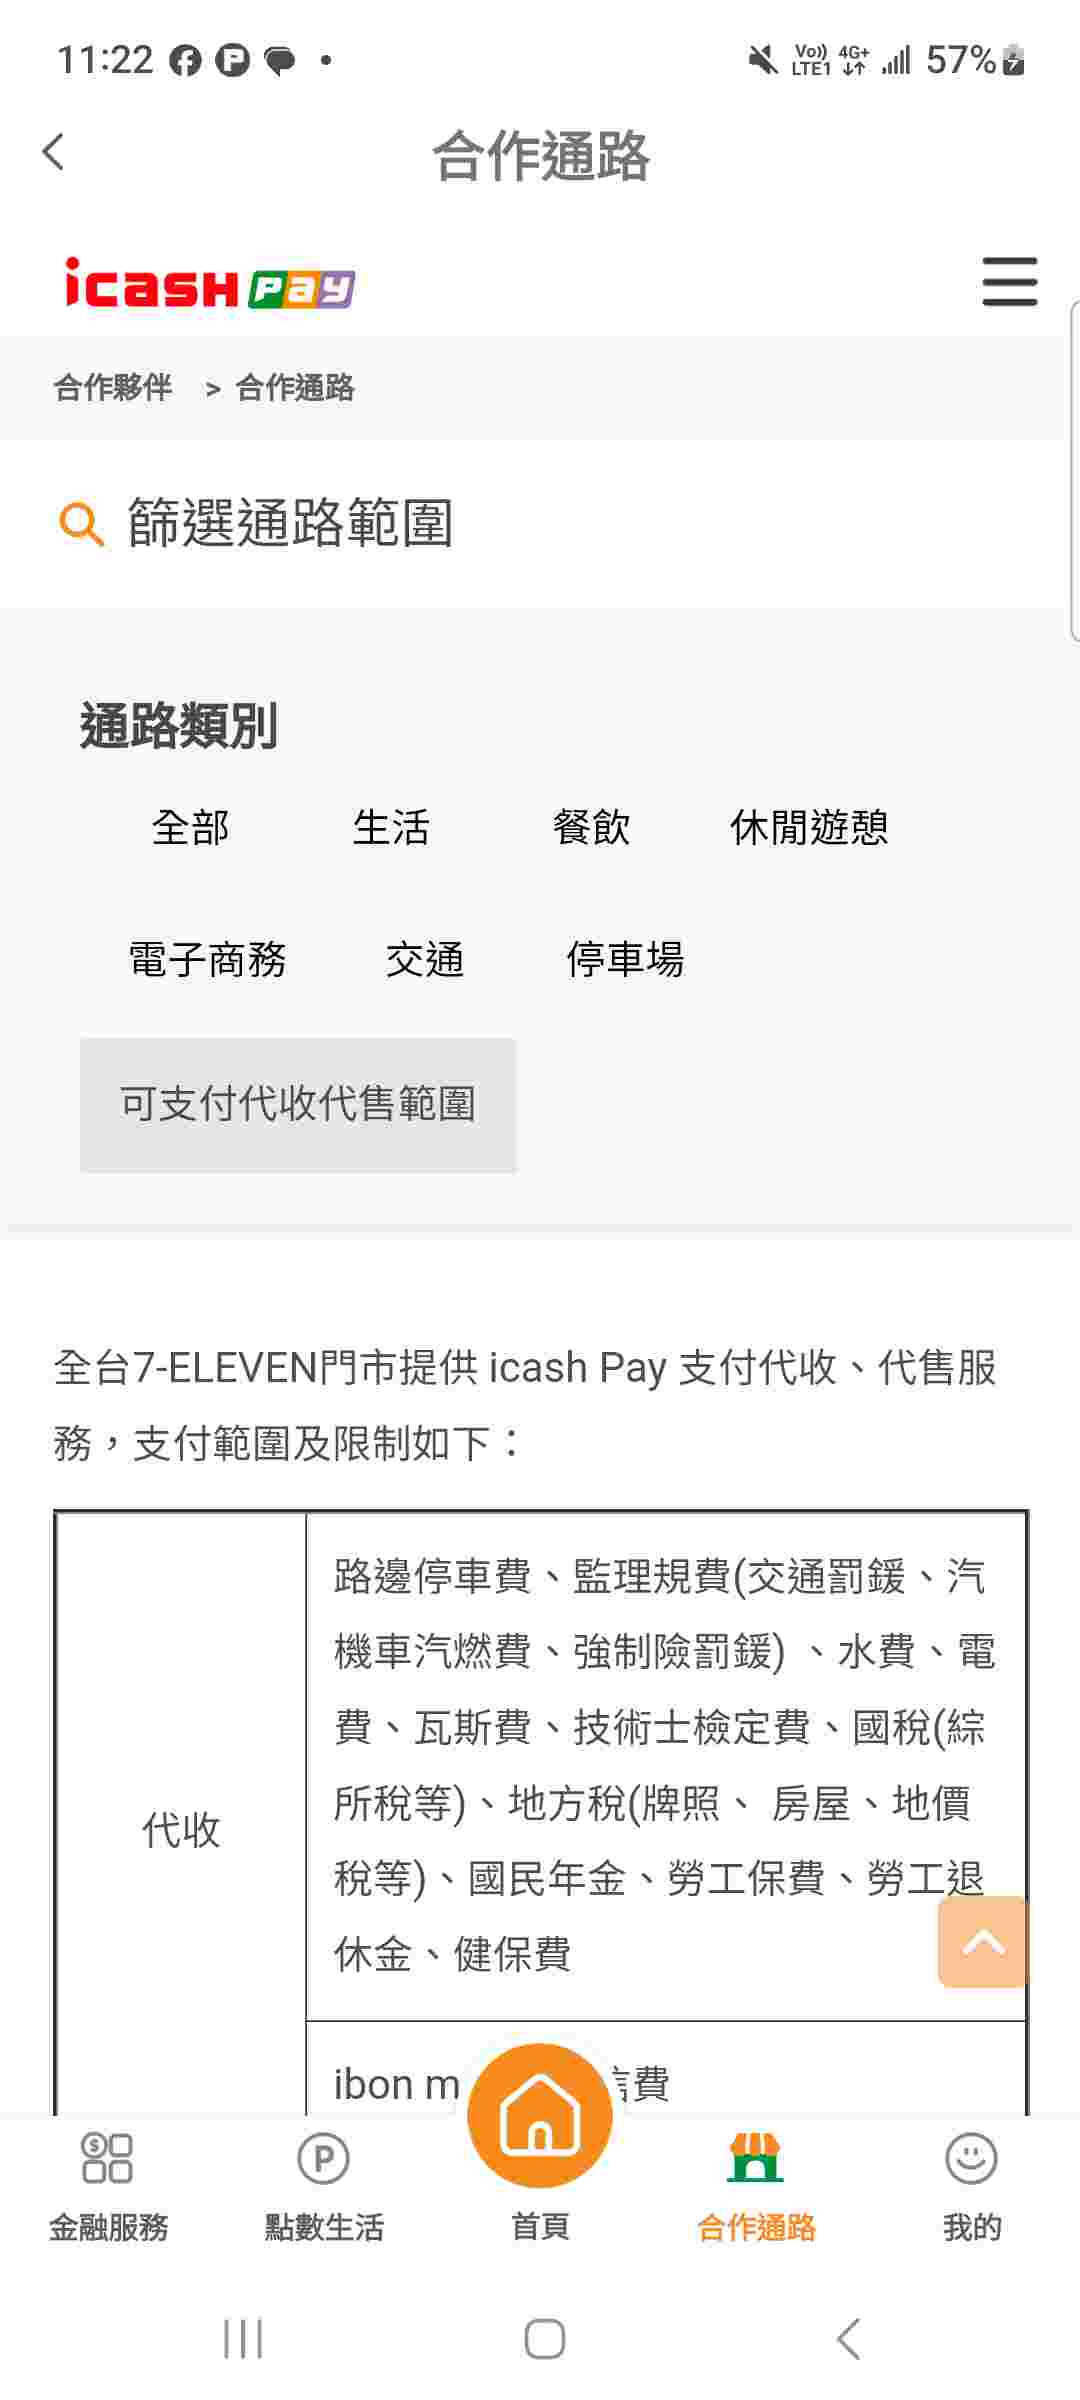 11:22
Vo)) LTE1 4G+ 57%
合作通路
icash Pay
合作夥伴 > 合作通路
篩選通路範圍
通路類別
全部 生活 餐飲 休閒遊憩
電子商務 交通 停車場
可支付代收代售範圍
全台7-ELEVEN門市提供 icash Pay 支付代收、代售服
務，支付範圍及限制如下：
代收
路邊停車費、監理規費(交通罰鍰、汽
機車汽燃費、強制險罰鍰) 、水費、電
費、瓦斯費、技術士檢定費、國稅(綜
所稅等)、地方稅(牌照、 房屋、地價
稅等)、國民年金、勞工保費、勞工退
休金、健保費
ibon m 信費
金融服務 點數生活 首頁 合作通路 我的